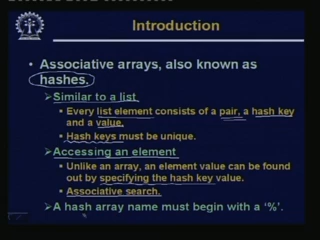 Introduction
• Associative arrays, also known as
hashes.
➢Similar to a list
▪ Every list element consists of a pair, a hash key
and a value.
▪ Hash keys must be unique.
➢Accessing an element
▪ Unlike an array, an element value can be found
out by specifying the hash key value.
▪ Associative search.
➢A hash array name must begin with a ‘%’.